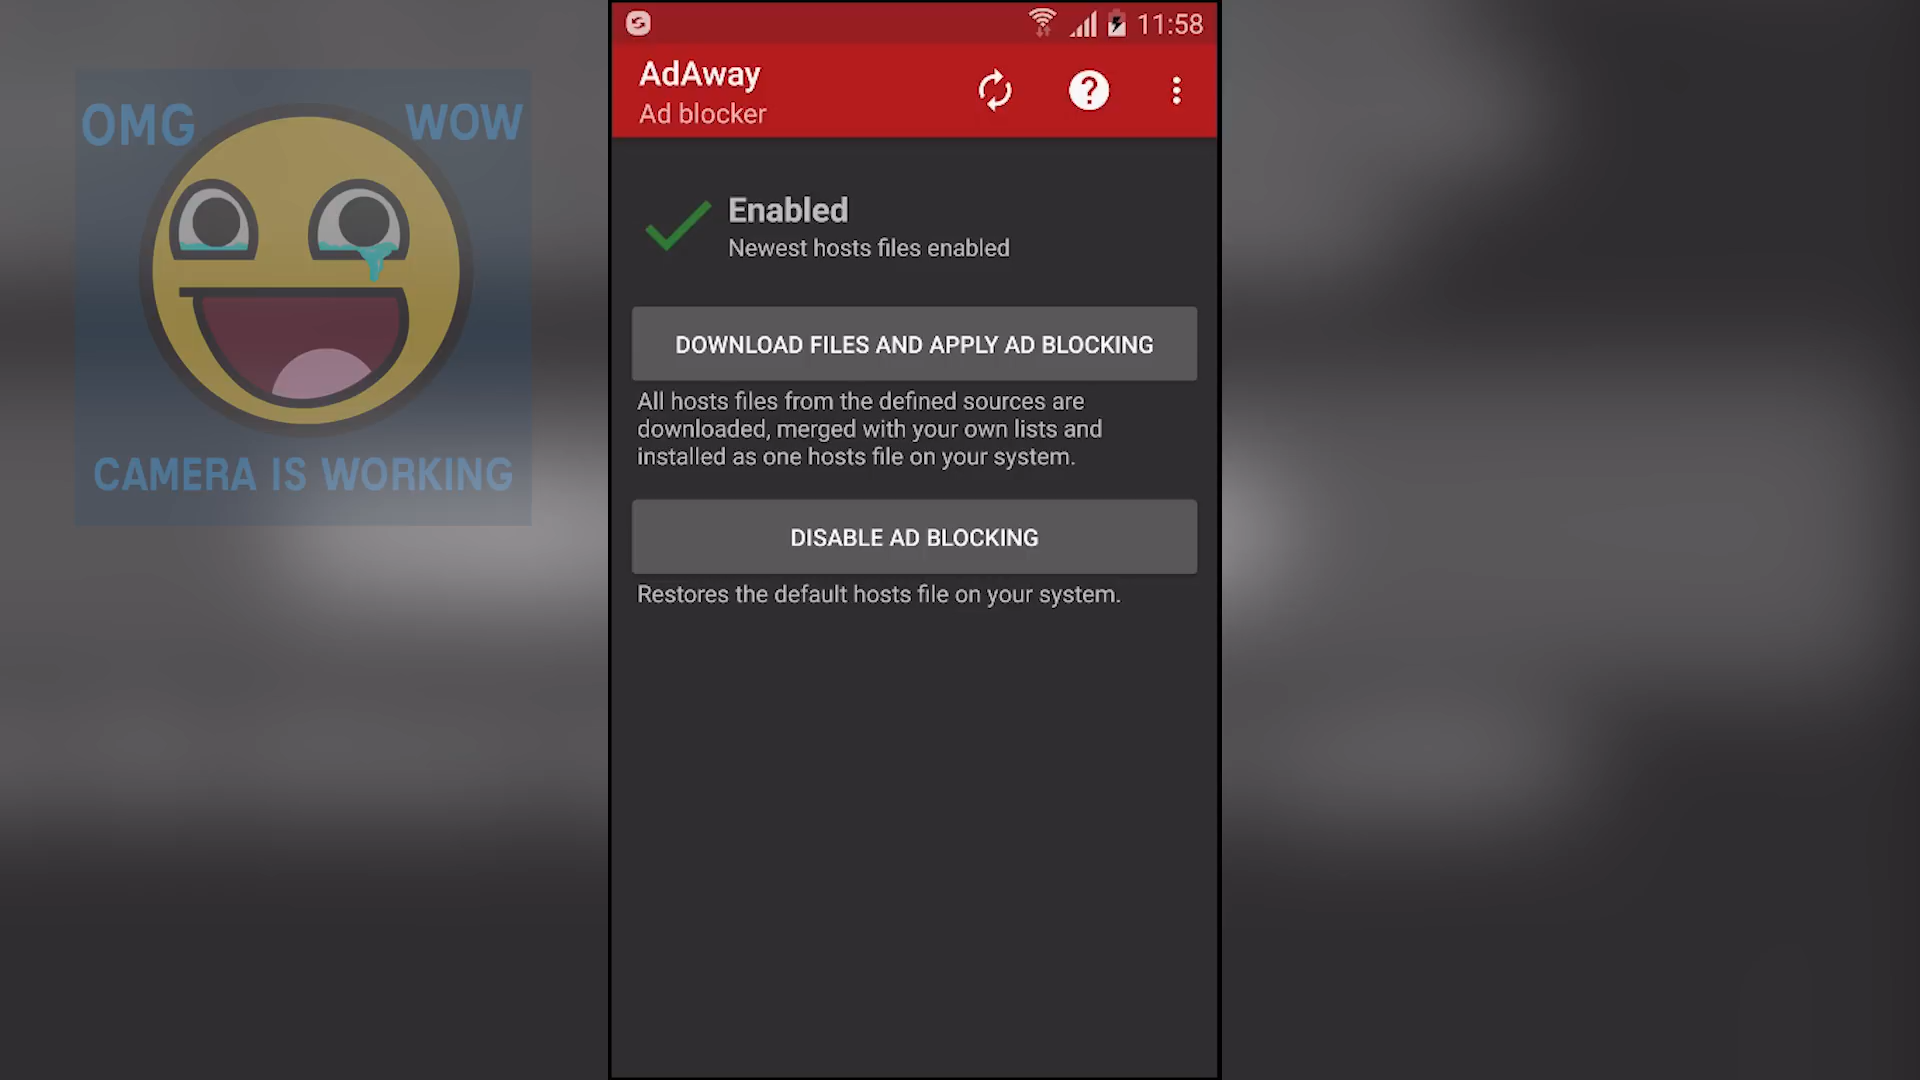 OMG WOW
CAMERA IS WORKING
11:58
AdAway
Ad blocker
Enabled
Newest hosts files enabled
DOWNLOAD FILES AND APPLY AD BLOCKING
All hosts files from the defined sources are
downloaded, merged with your own lists and
installed as one hosts file on your system.
DISABLE AD BLOCKING
Restores the default hosts file on your system.